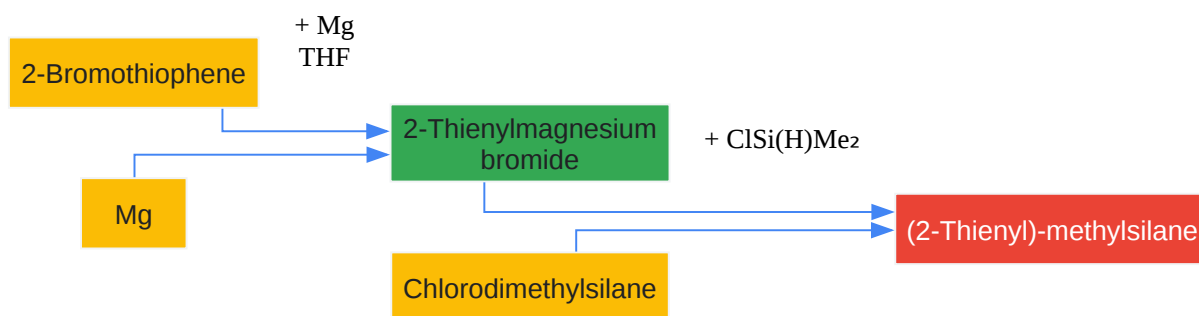 + Mg
THF
2-Bromothiophene
Mg
2-Thienylmagnesium
bromide
+ ClSi(H)Me₂
Chlorodimethylsilane
(2-Thienyl)-methylsilane